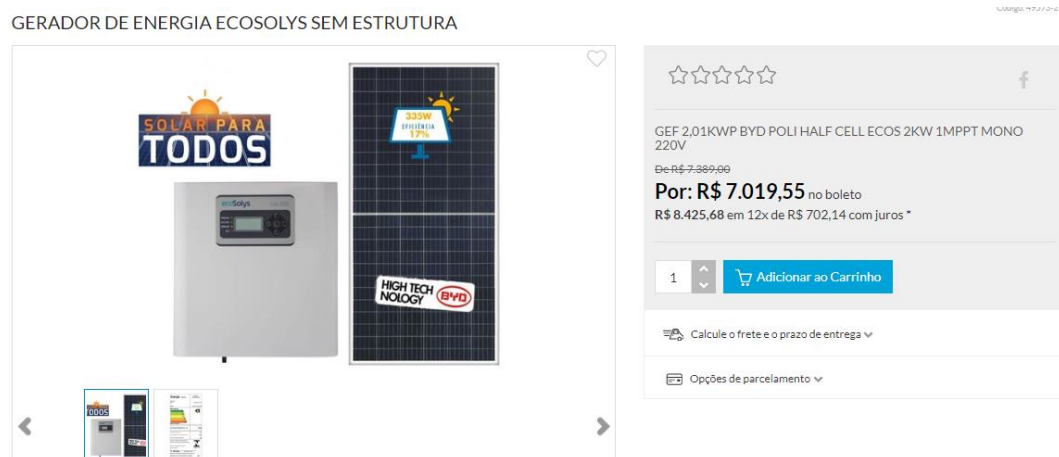 GERADOR DE ENERGIA ECOSOLYS SEM ESTRUTURA
SOLAR PARA
TODOS
335W
EFICIÊNCIA
17%
ecoSolys
HIGH TECH
NOLOGY BYD
GEF 2,01KWP BYD POLI HALF CELL ECOS 2KW 1MPPT MONO
220V
De R$ 7.389,00
Por: R$ 7.019,55 no boleto
R$ 8.425,68 em 12x de R$ 702,14 com juros *
1
Adicionar ao Carrinho
Calcule o frete e o prazo de entrega
Opções de parcelamento
TODOS